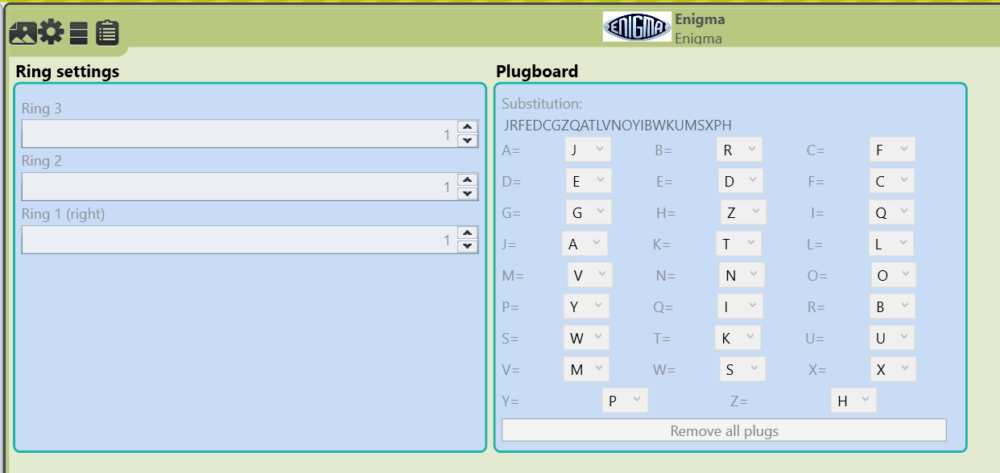 ENIGMA
Enigma
Enigma
Ring settings
Ring 3
1
Ring 2
1
Ring 1 (right)
1
Plugboard
Substitution:
JRFEDCGZQATLVNOYIBWKUMSXPH
A= J B= R C= F
D= E E= D F= C
G= G H= Z I= Q
J= A K= T L= L
M= V N= N O= O
P= Y Q= I R= B
S= W T= K U= U
V= M W= S X= X
Y= P Z= H
Remove all plugs